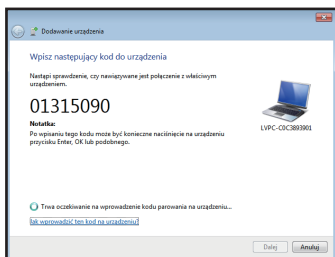 Dodawanie urządzenia
Wpisz następujący kod do urządzenia
Nastąpi sprawdzenie, czy nawiązywane jest połączenie z właściwym
urządzeniem.
01315090
Notatka:
Po wpisaniu tego kodu może być konieczne naciśnięcie na urządzeniu
przycisku Enter, OK lub podobnego.
LVPC-C0C3893901
Trwa oczekiwanie na wprowadzenie kodu parowania na urządzeniu...
Jak wprowadzić ten kod na urządzeniu?
Dalej
Anuluj